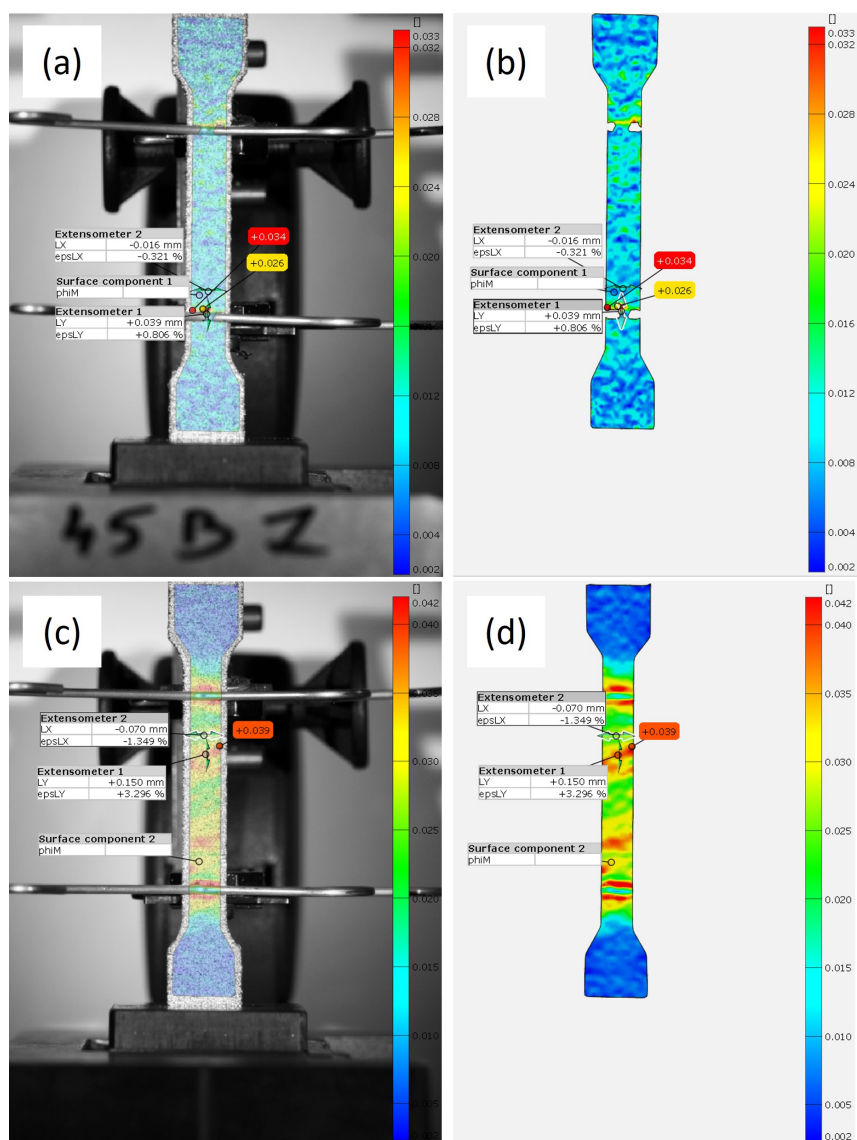 (a)
[]
0.033
0.032
0.028
0.024
0.020
0.016
0.012
0.008
0.004
0.002
Extensometer 2
LX -0.016 mm
epsLX -0.321 %
+0.034
+0.026
Surface component 1
phiM
Extensometer 1
LY +0.039 mm
epsLY +0.806 %
45 B Z
(b)
[]
0.033
0.032
0.028
0.024
0.020
0.016
0.012
0.008
0.004
0.002
Extensometer 2
LX -0.016 mm
epsLX -0.321 %
+0.034
+0.026
Surface component 1
phiM
Extensometer 1
LY +0.039 mm
epsLY +0.806 %
(c)
[]
0.042
0.035
0.030
0.025
0.020
0.015
0.010
0.005
0.002
Extensometer 2
LX -0.070 mm
epsLX -1.349 %
+0.039
Extensometer 1
LY +0.150 mm
epsLY +3.296 %
Surface component 2
phiM
(d)
[]
0.042
0.035
0.030
0.025
0.020
0.015
0.010
0.005
0.002
Extensometer 2
LX -0.070 mm
epsLX -1.349 %
+0.039
Extensometer 1
LY +0.150 mm
epsLY +3.296 %
Surface component 2
phiM